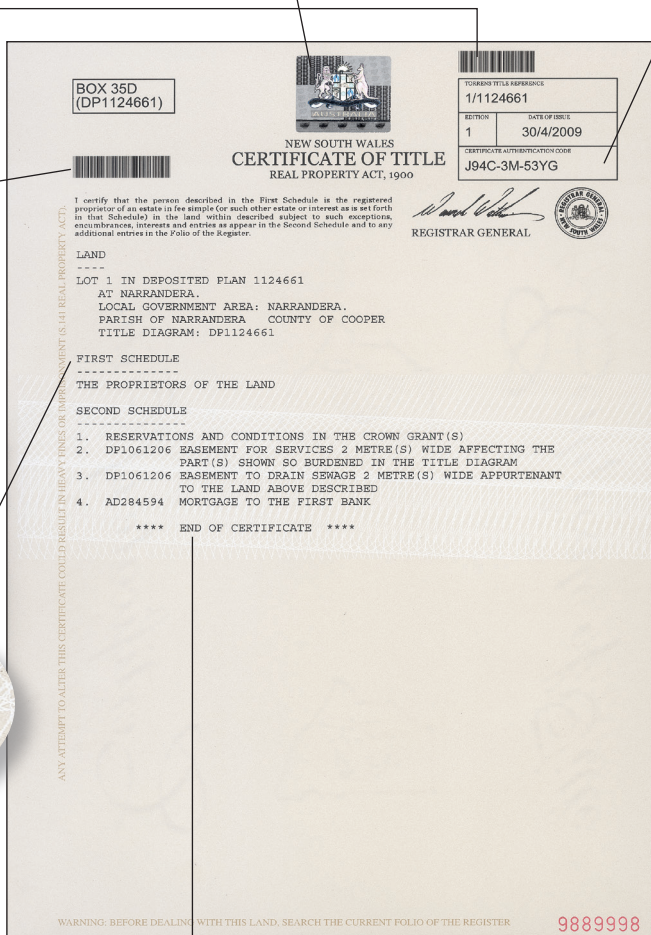 BOX 35D
(DP1124661)
AUSTRALIA
TORRENS TITLE REFERENCE
1/1124661
EDITION
DATE OF ISSUE
1
30/4/2009
CERTIFICATE AUTHENTICATION CODE
J94C-3M-53YG
NEW SOUTH WALES
CERTIFICATE OF TITLE
REAL PROPERTY ACT, 1900
I certify that the person described in the First Schedule is the registered
proprietor of an estate in fee simple (or such other estate or interest as is set forth
in that Schedule) in the land within described subject to such exceptions,
encumbrances, interests and entries as appear in the Second Schedule and to any
additional entries in the Folio of the Register.
REGISTRAR GENERAL
REGISTRAR GENERAL
NEW SOUTH WALES
LAND
----
LOT 1 IN DEPOSITED PLAN 1124661
AT NARRANDERA.
LOCAL GOVERNMENT AREA: NARRANDERA.
PARISH OF NARRANDERA COUNTY OF COOPER
TITLE DIAGRAM: DP1124661
FIRST SCHEDULE
--------------
THE PROPRIETORS OF THE LAND
SECOND SCHEDULE
---------------
1. RESERVATIONS AND CONDITIONS IN THE CROWN GRANT(S)
2. DP1061206 EASEMENT FOR SERVICES 2 METRE(S) WIDE AFFECTING THE
PART(S) SHOWN SO BURDENED IN THE TITLE DIAGRAM
3. DP1061206 EASEMENT TO DRAIN SEWAGE 2 METRE(S) WIDE APPURTENANT
TO THE LAND ABOVE DESCRIBED
4. AD284594 MORTGAGE TO THE FIRST BANK
**** END OF CERTIFICATE ****
ANY ATTEMPT TO ALTER THIS CERTIFICATE COULD RESULT IN HEAVY FINES OR IMPRISONMENT (S.141 REAL PROPERTY ACT).
WARNING: BEFORE DEALING WITH THIS LAND, SEARCH THE CURRENT FOLIO OF THE REGISTER
9889998